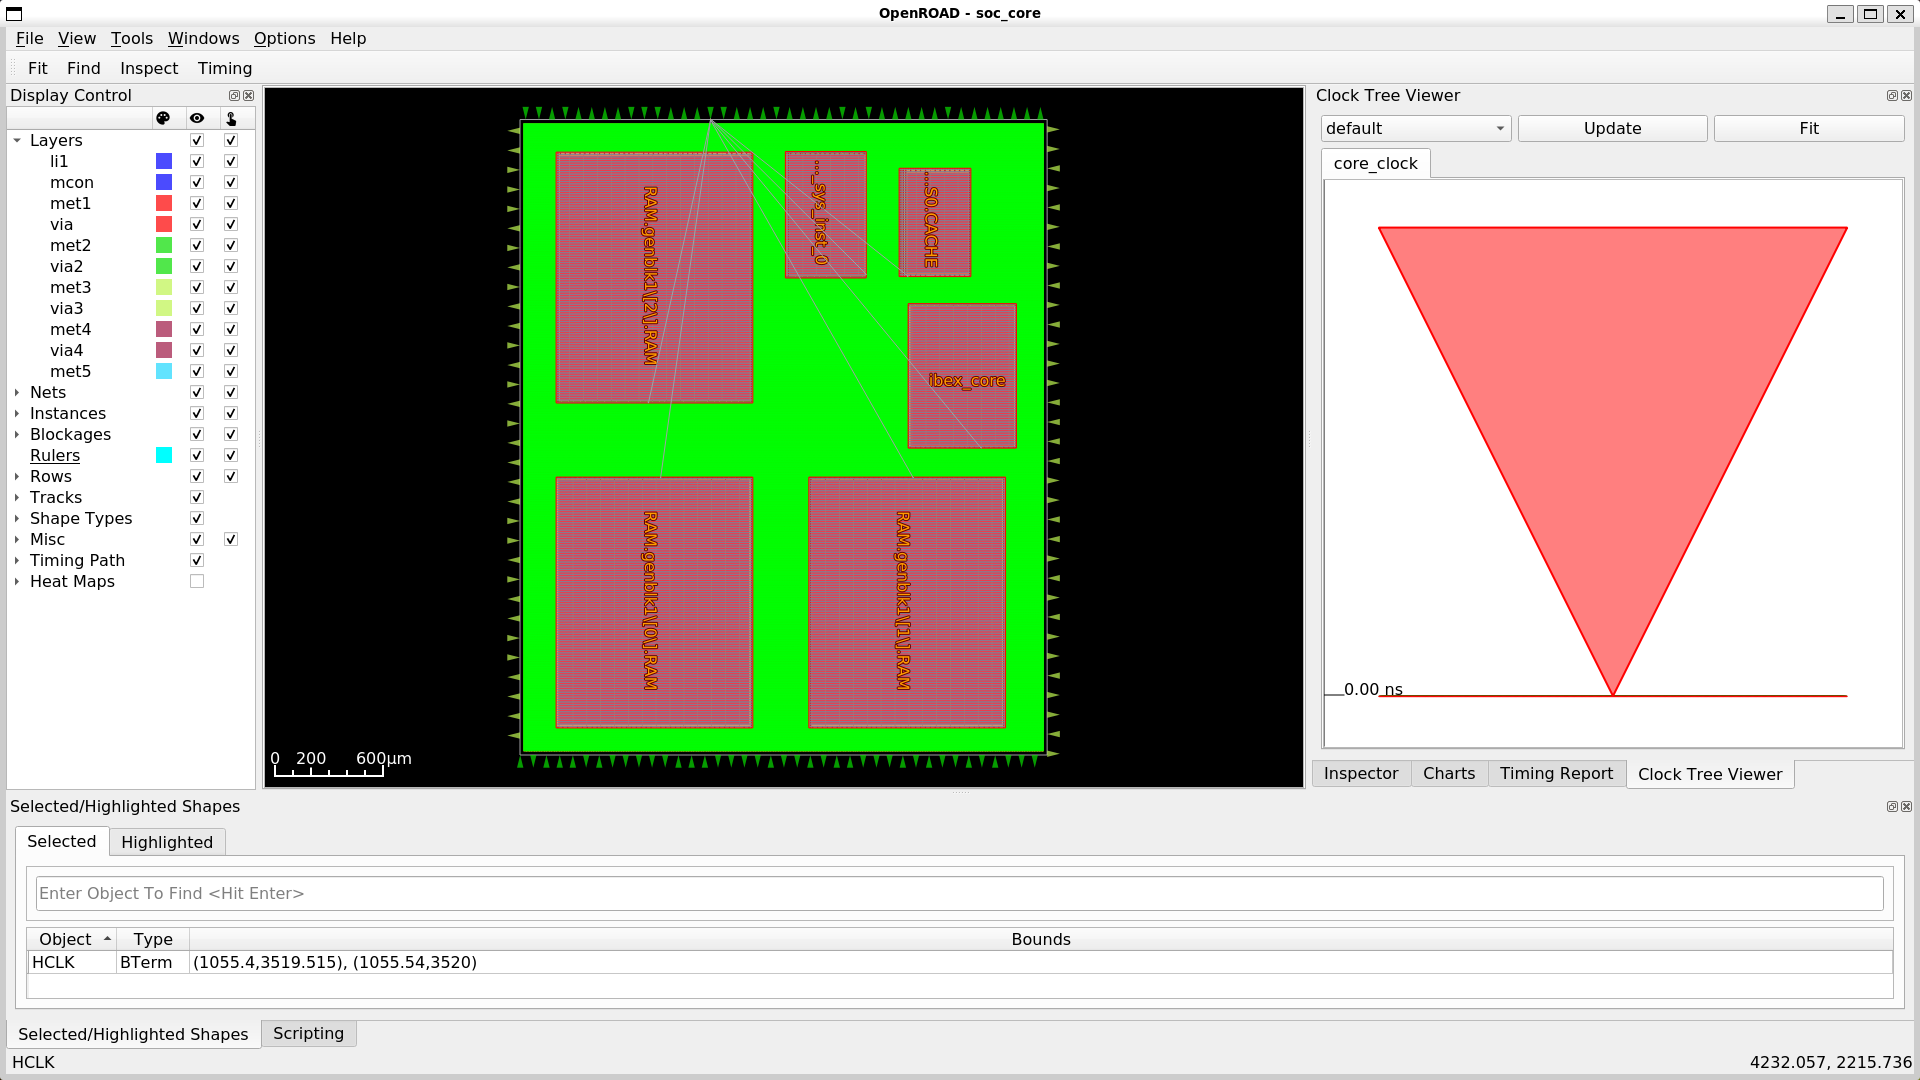 OpenROAD - soc_core
File View Tools Windows Options Help
Fit Find Inspect Timing
Display Control
Layers
li1
mcon
met1
via
met2
via2
met3
via3
met4
via4
met5
Nets
Instances
Blockages
Rulers
Rows
Tracks
Shape Types
Misc
Timing Path
Heat Maps
RAM.genblk1\[2\].RAM
..._sys_inst_0
...S0.CACHE
ibex_core
RAM.genblk1\[0\].RAM
RAM.genblk1\[1\].RAM
0 200 600µm
Clock Tree Viewer
default Update Fit
core_clock
0.00 ns
Inspector Charts Timing Report Clock Tree Viewer
Selected/Highlighted Shapes
Selected Highlighted
Enter Object To Find <Hit Enter>
Object Type Bounds
HCLK BTerm (1055.4,3519.515), (1055.54,3520)
Selected/Highlighted Shapes Scripting
HCLK 4232.057, 2215.736